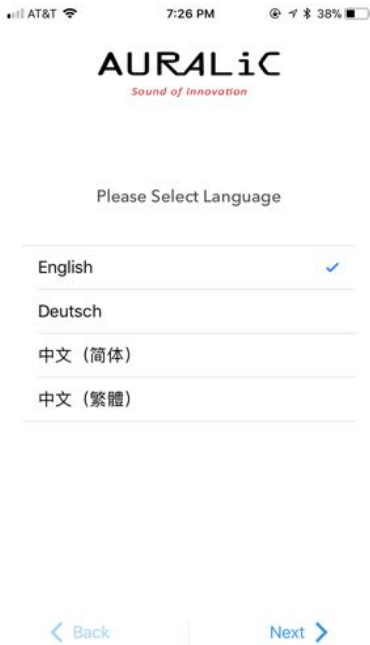 AT&T 7:26 PM 38%
AURALiC
Sound of Innovation
Please Select Language
English
Deutsch
中文（简体）
中文（繁體）
Back Next